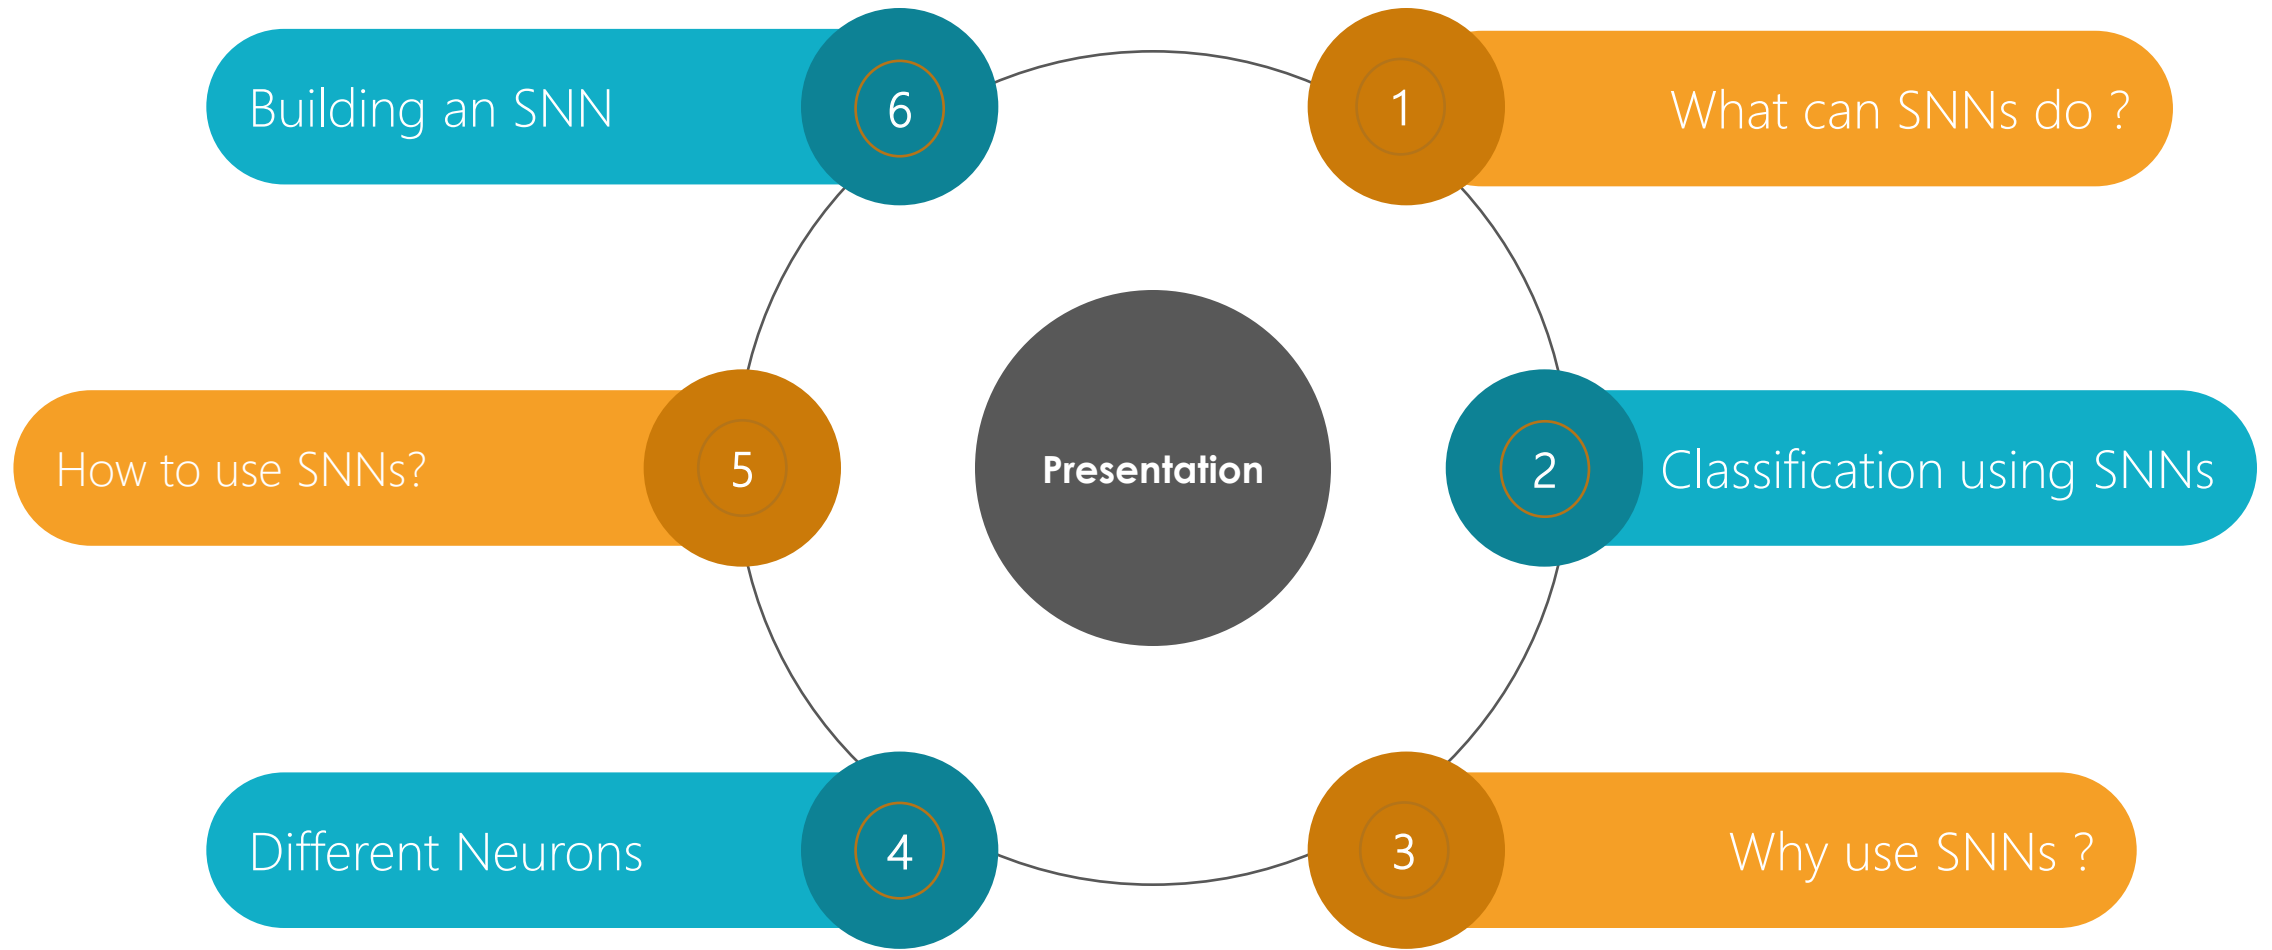 Presentation
1
What can SNNs do ?
2
Classification using SNNs
3
Why use SNNs ?
4
Different Neurons
5
How to use SNNs?
6
Building an SNN